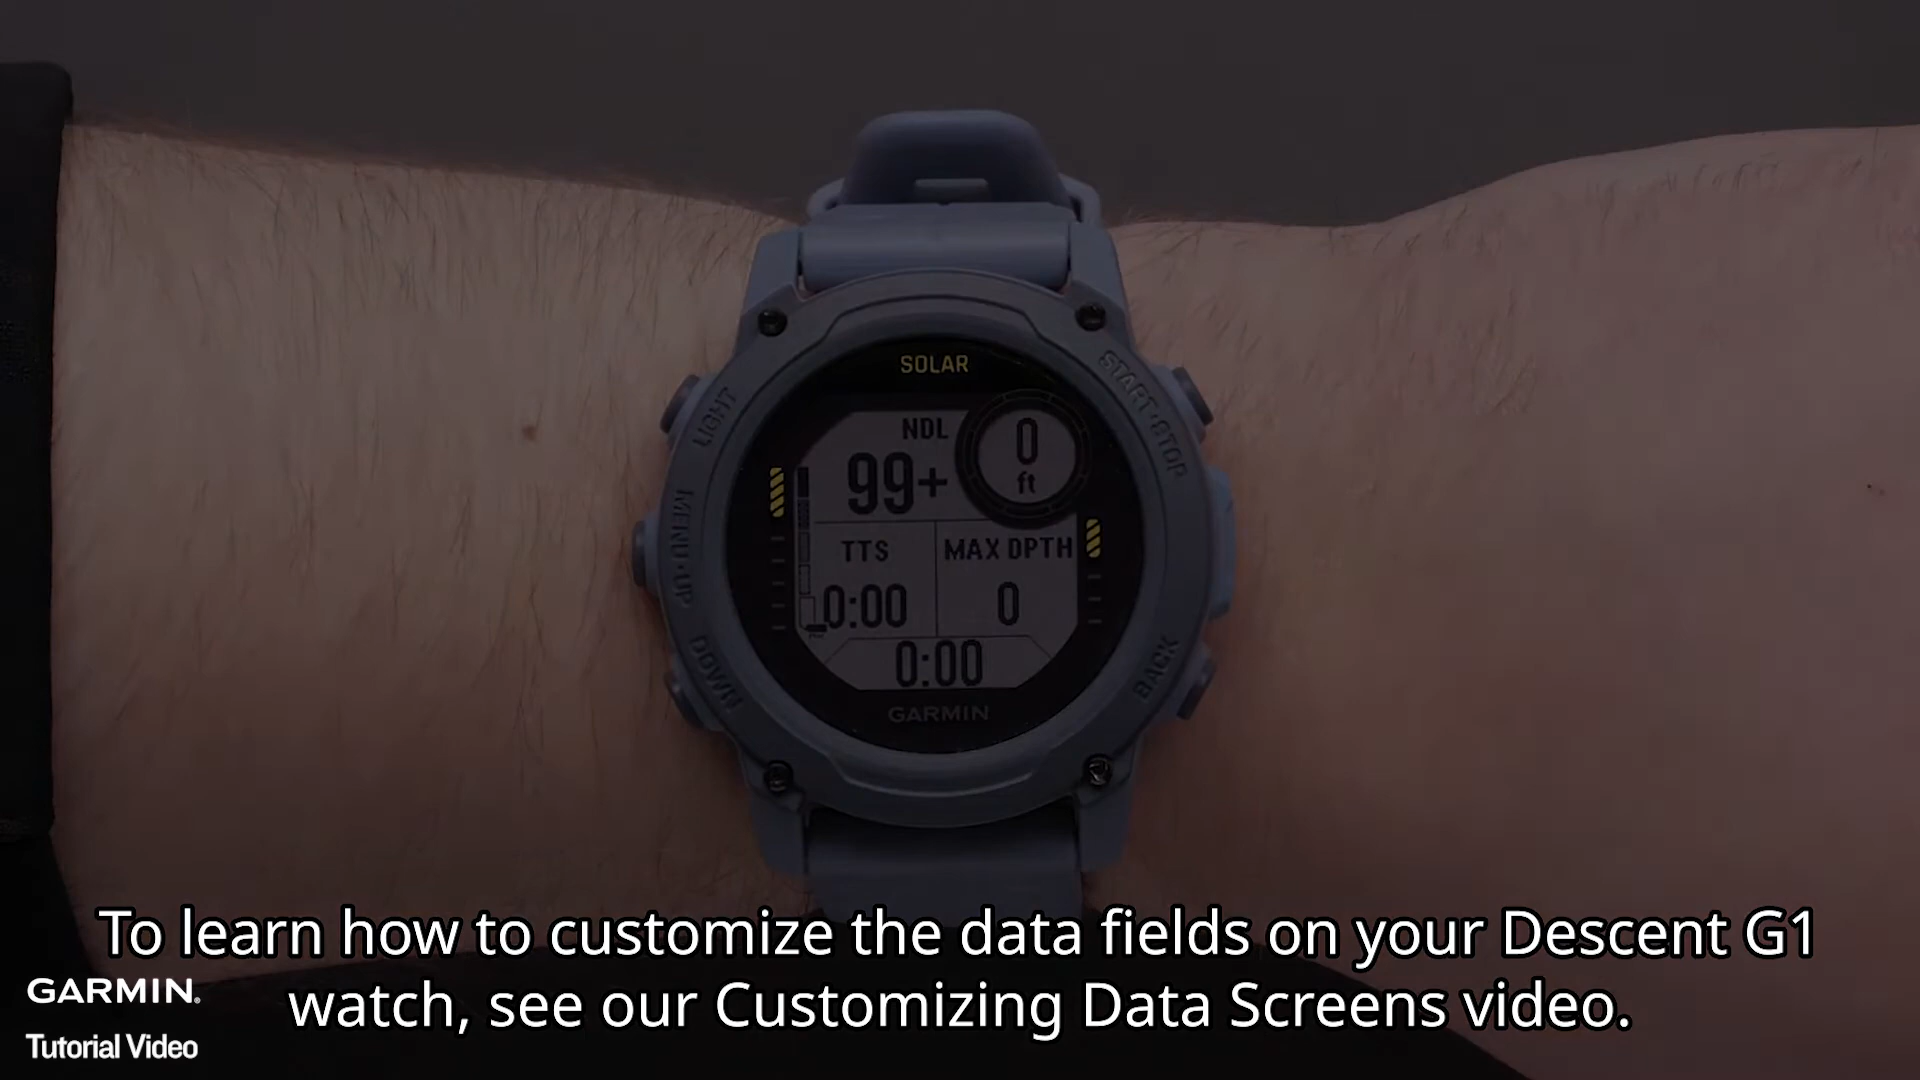 SOLAR
LIGHT
START·STOP
NDL
0
99+
ft
MENU·UP
TTS
MAX DPTH
0:00
0
DOWN
BACK
0:00
GARMIN
To learn how to customize the data fields on your Descent G1
watch, see our Customizing Data Screens video.
GARMIN®
Tutorial Video